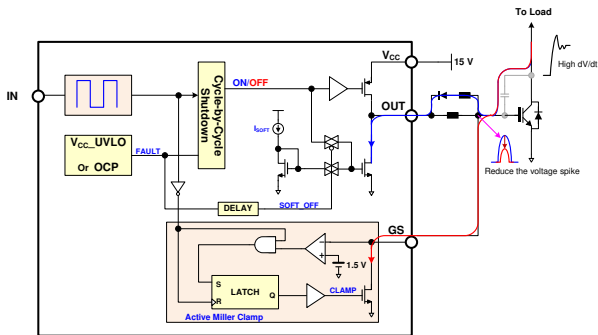 To Load
High dV/dt
VCC
15 V
IN
Cycle-by-Cycle
Shutdown
ON/OFF
OUT
ISOFT
VCC_UVLO
Or OCP
FAULT
Reduce the voltage spike
DELAY
SOFT_OFF
GS
1.5 V
S
LATCH
Q
R
CLAMP
Active Miller Clamp